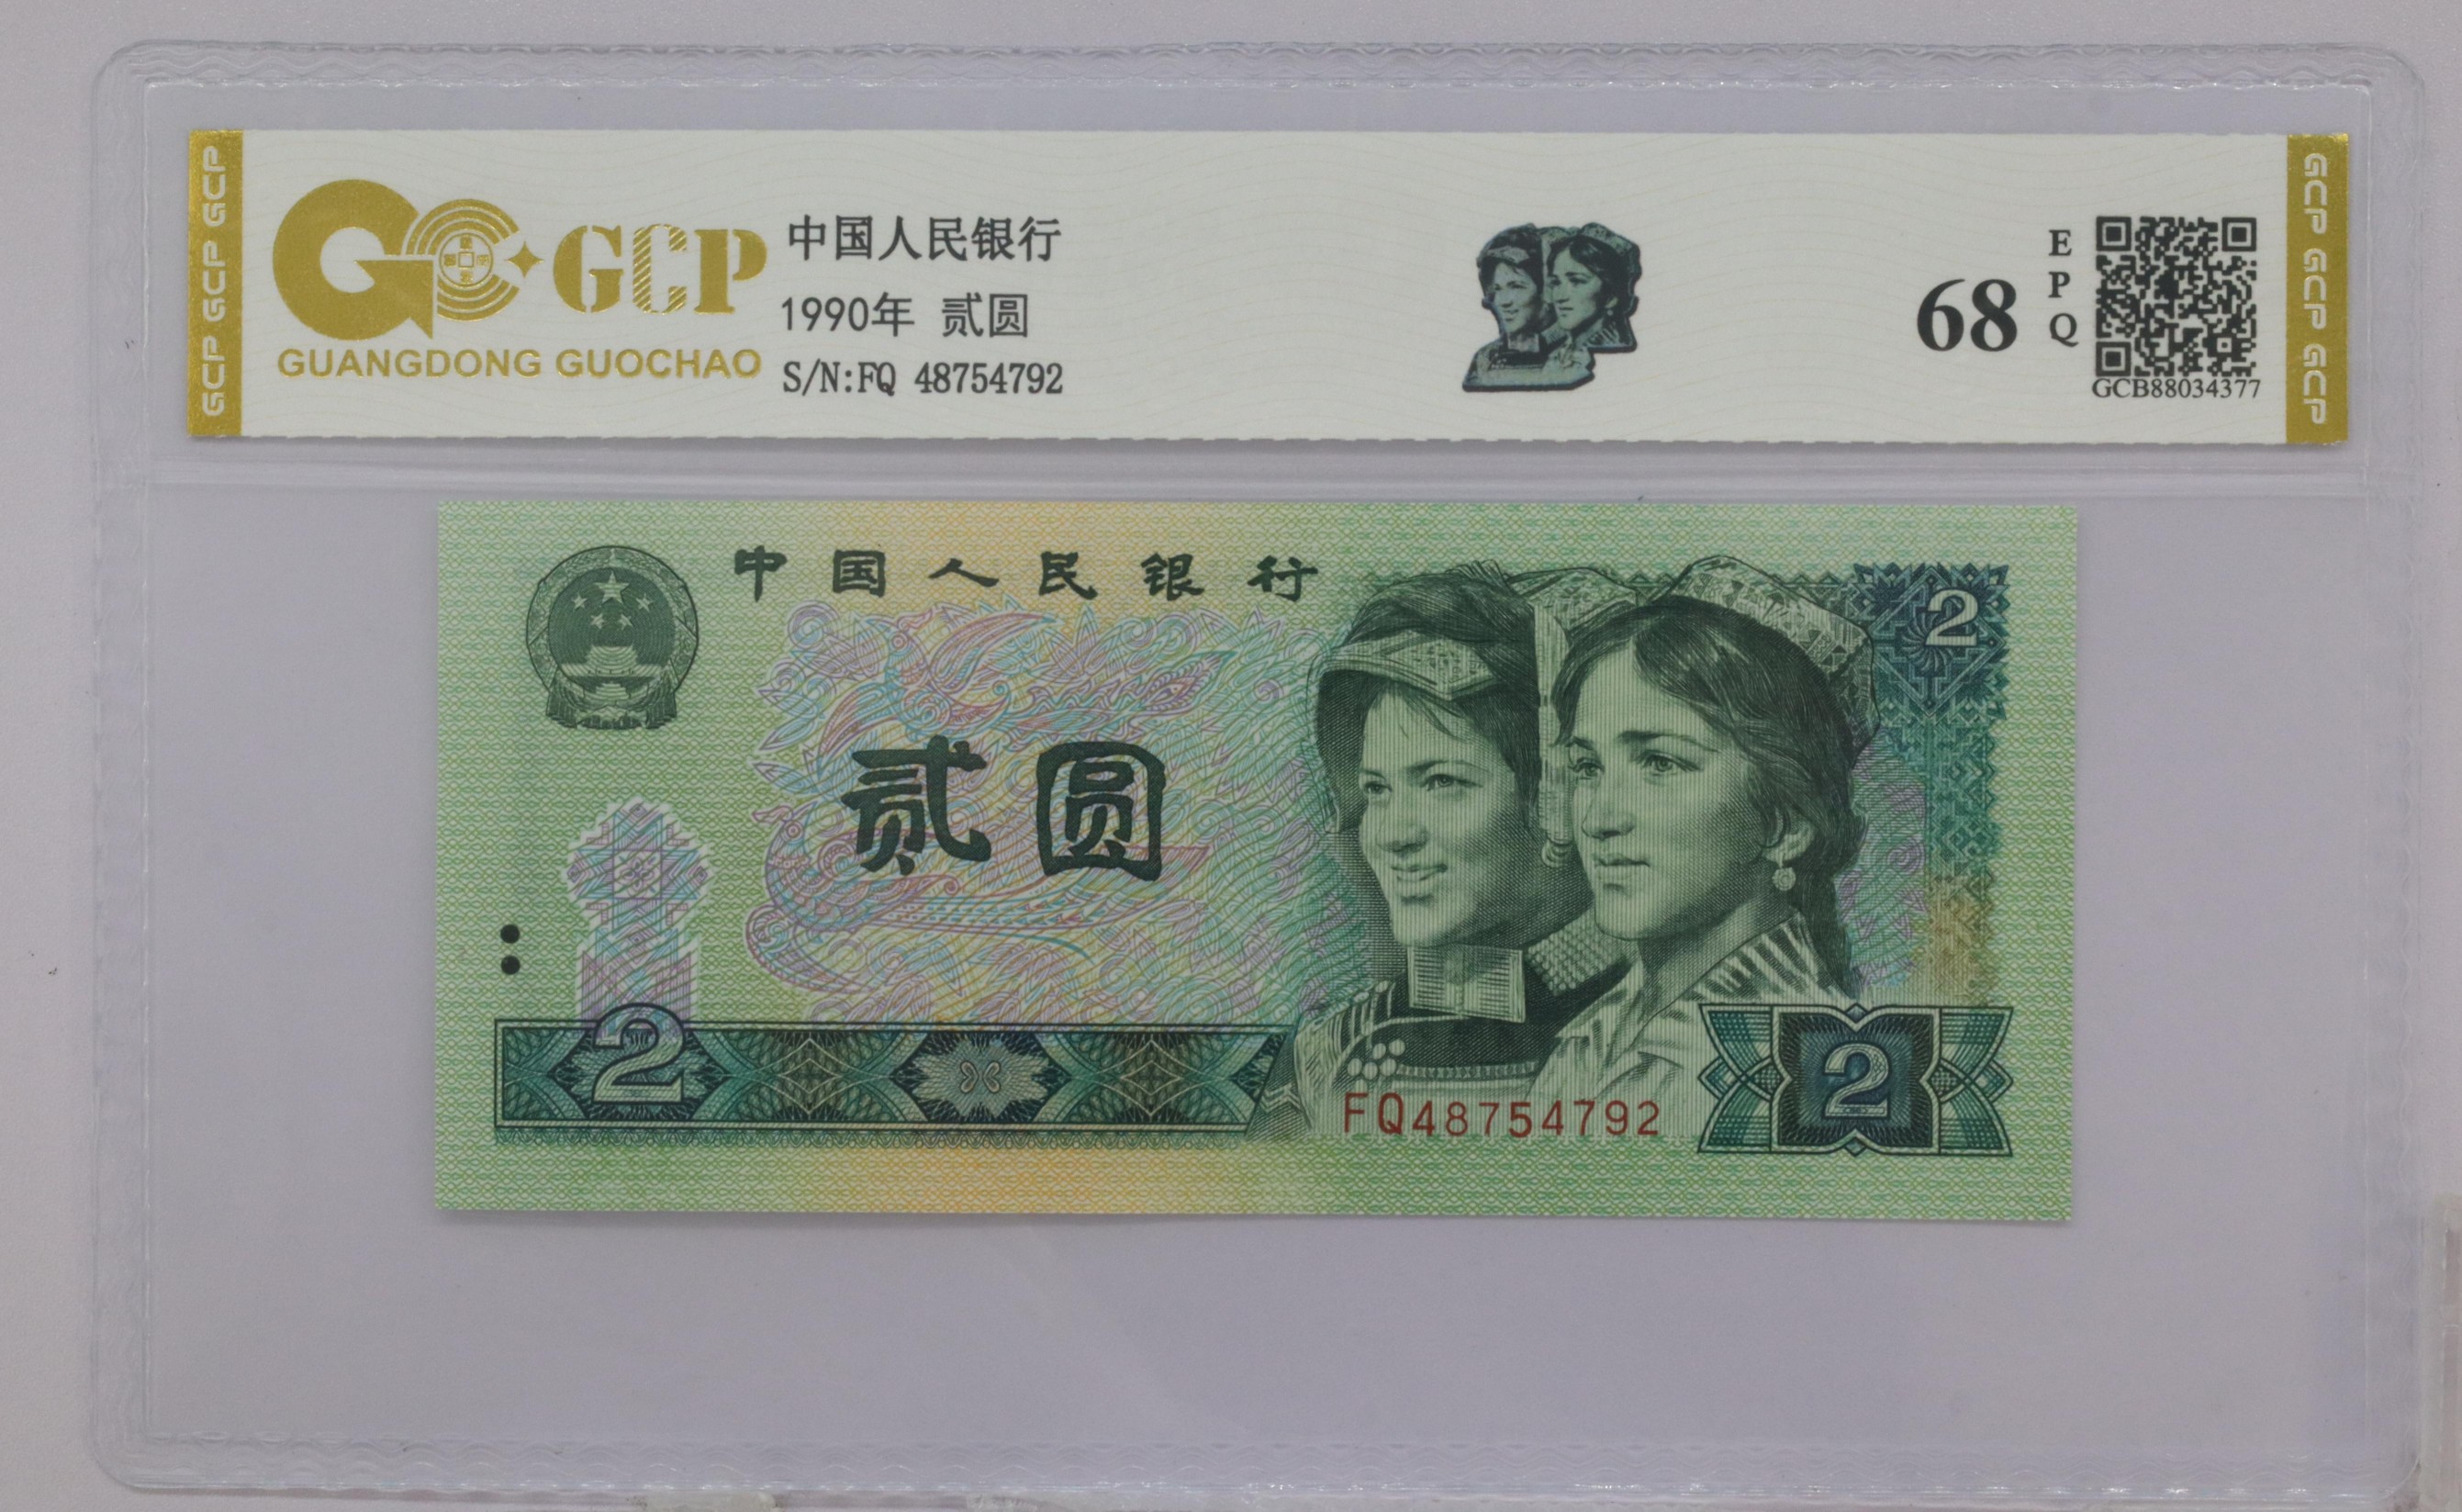 GCP GCP GCP
GCP
GUANGDONG GUOCHAO
中国人民银行
1990年 贰圆
S/N:FQ 48754792
68
EPQ
GCB88034377
GCP GCP GCP
中国人民银行
2
贰圆
2
FQ48754792
2